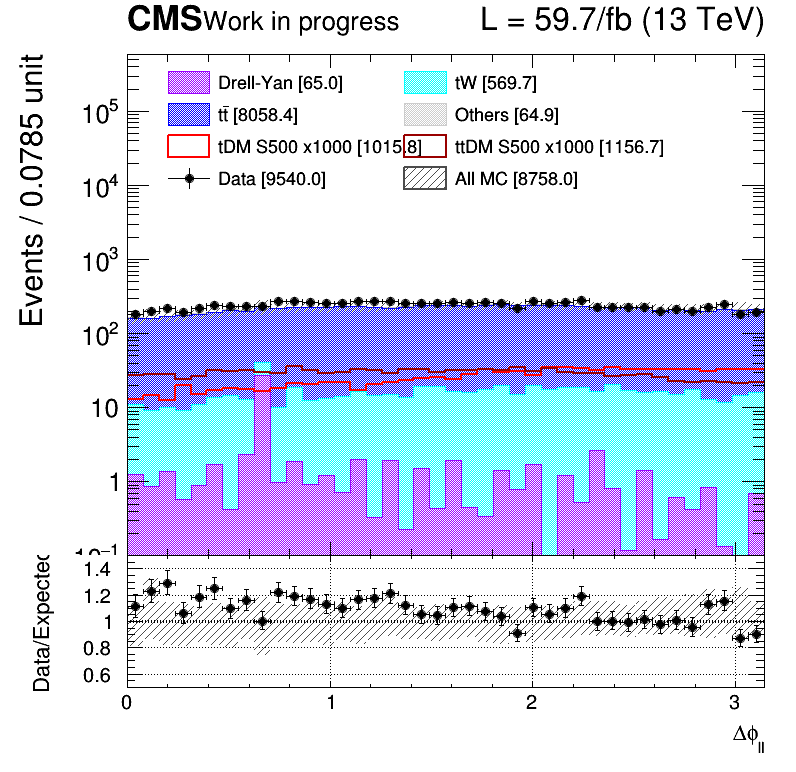 CMS Work in progress L = 59.7/fb (13 TeV)
Events / 0.0785 unit
Drell-Yan [65.0] tW [569.7]
tt̄ [8058.4] Others [64.9]
tDM S500 x1000 [1015.8] ttDM S500 x1000 [1156.7]
Data [9540.0] All MC [8758.0]
10⁵
10⁴
10³
10²
10
1
10⁻¹
Data/Expected
1.4
1.2
1
0.8
0.6
0 1 2 3
Δϕll